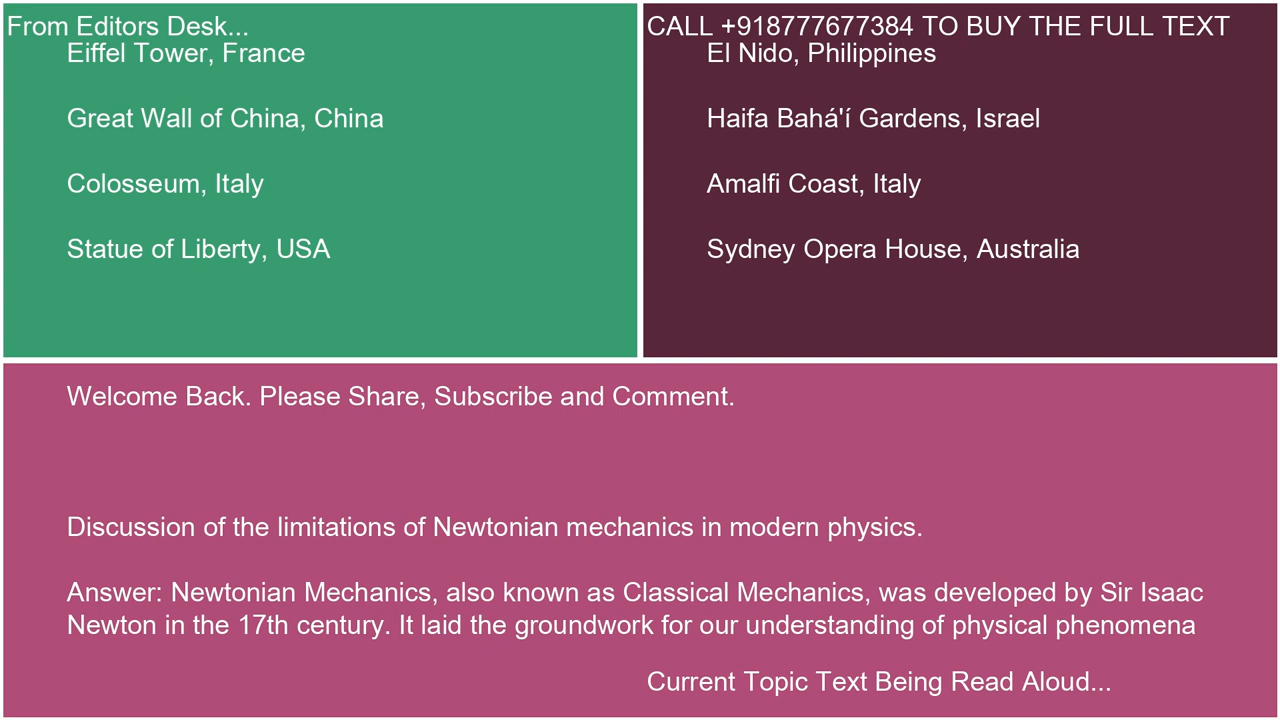 From Editors Desk...
Eiffel Tower, France
Great Wall of China, China
Colosseum, Italy
Statue of Liberty, USA
CALL +918777677384 TO BUY THE FULL TEXT
El Nido, Philippines
Haifa Bahá'í Gardens, Israel
Amalfi Coast, Italy
Sydney Opera House, Australia
Welcome Back. Please Share, Subscribe and Comment.
Discussion of the limitations of Newtonian mechanics in modern physics.
Answer: Newtonian Mechanics, also known as Classical Mechanics, was developed by Sir Isaac
Newton in the 17th century. It laid the groundwork for our understanding of physical phenomena
Current Topic Text Being Read Aloud...